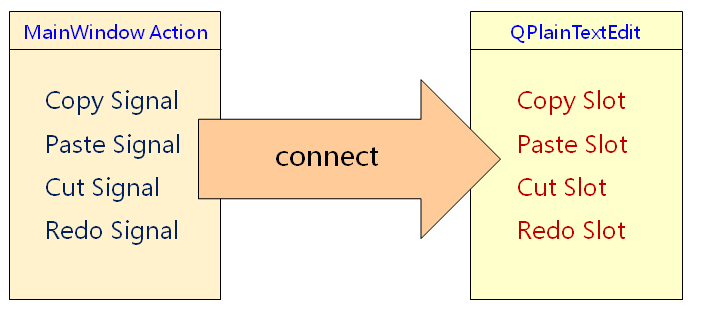 MainWindow Action
Copy Signal
Paste Signal
Cut Signal
Redo Signal
connect
QPlainTextEdit
Copy Slot
Paste Slot
Cut Slot
Redo Slot